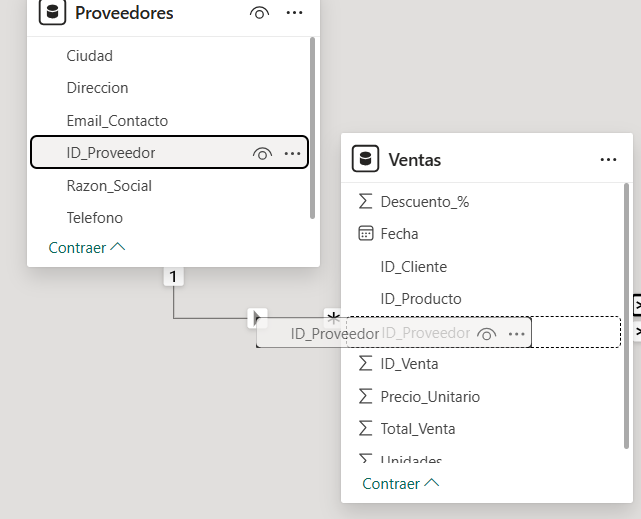 Proveedores
Ciudad
Direccion
Email_Contacto
ID_Proveedor
Razon_Social
Telefono
Contraer
1
*
Ventas
Descuento_%
Fecha
ID_Cliente
ID_Producto
ID_Proveedor
ID_Proveedor
ID_Venta
Precio_Unitario
Total_Venta
Unidades
Contraer